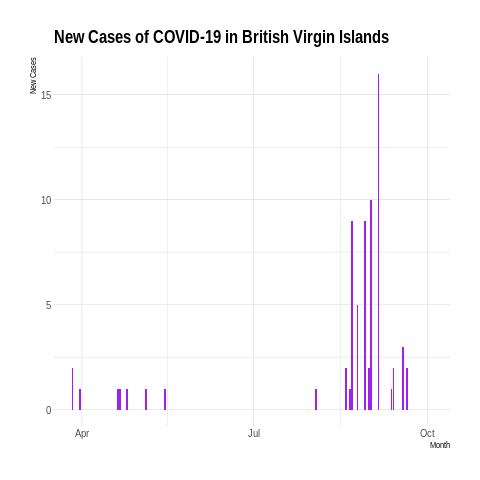 New Cases of COVID-19 in British Virgin Islands
New Cases
15
10
5
0
Apr Jul Oct
Month